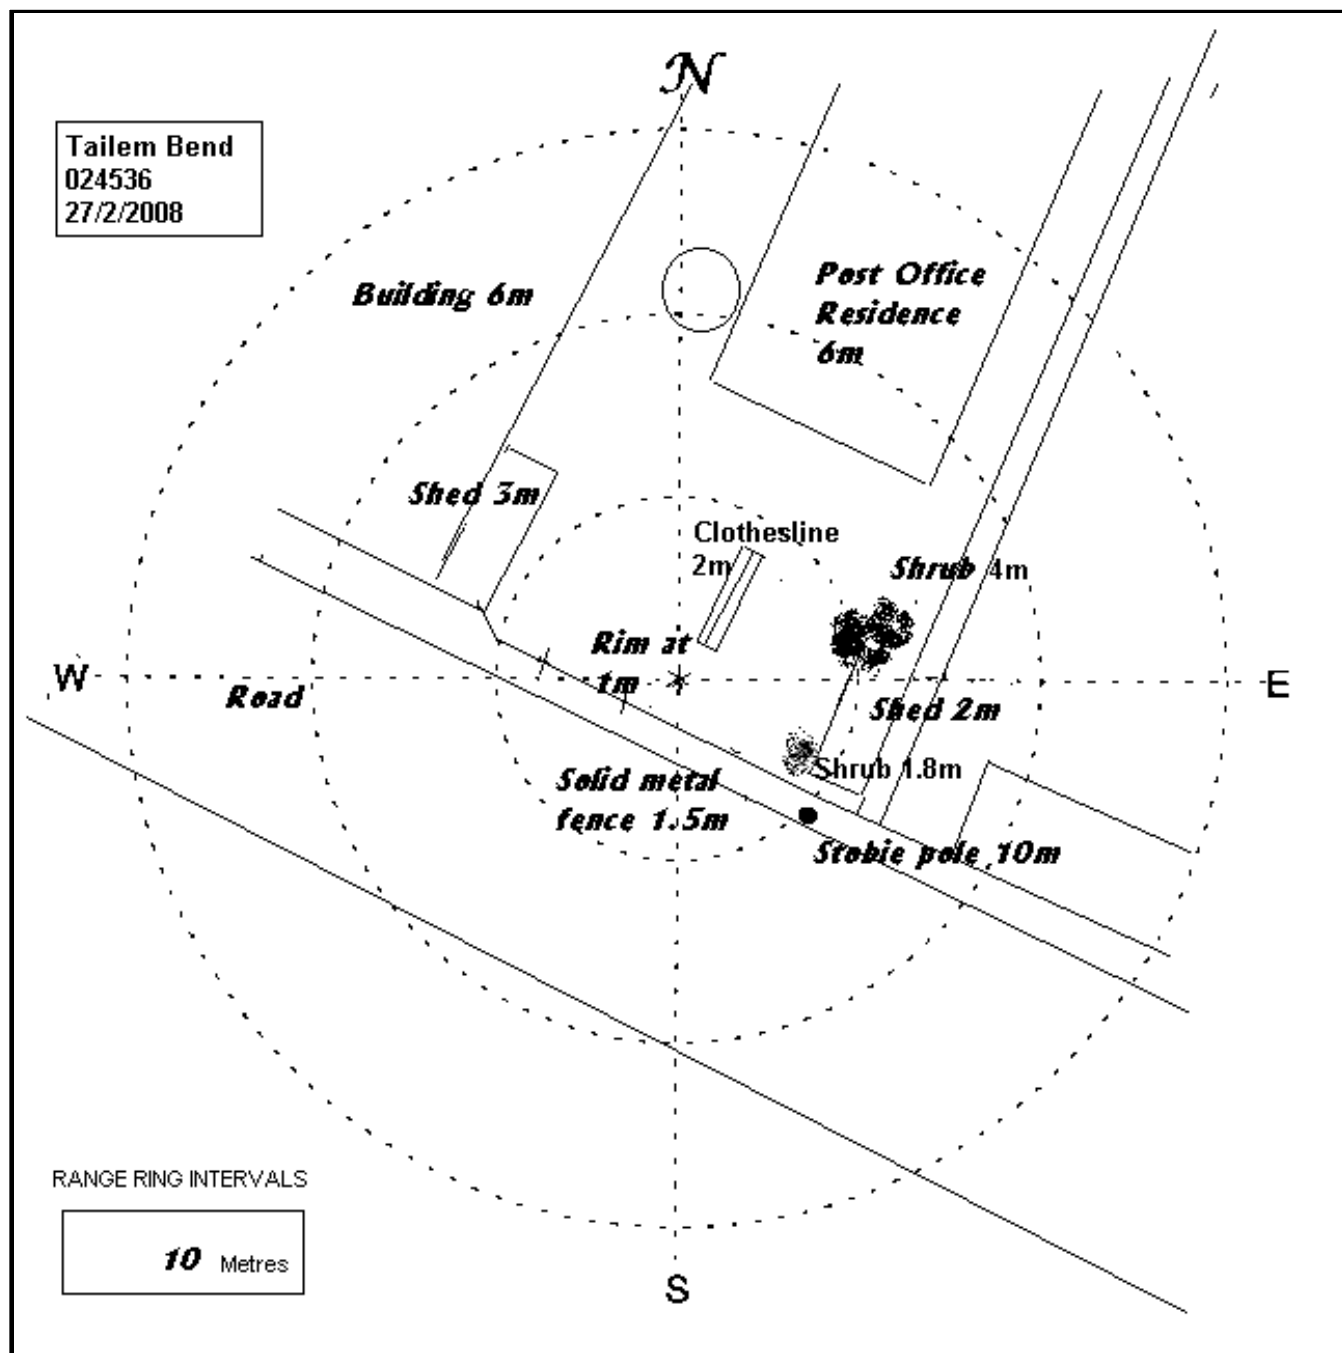 N
Tailem Bend
024536
27/2/2008
Building 6m
Post Office
Residence
6m
Shed 3m
Clothesline
2m
Shrub 4m
Rim at
1m
W
E
Road
Shed 2m
Shrub 1.8m
Solid metal
fence 1.5m
Stobie pole 10m
RANGE RING INTERVALS
10 Metres
S